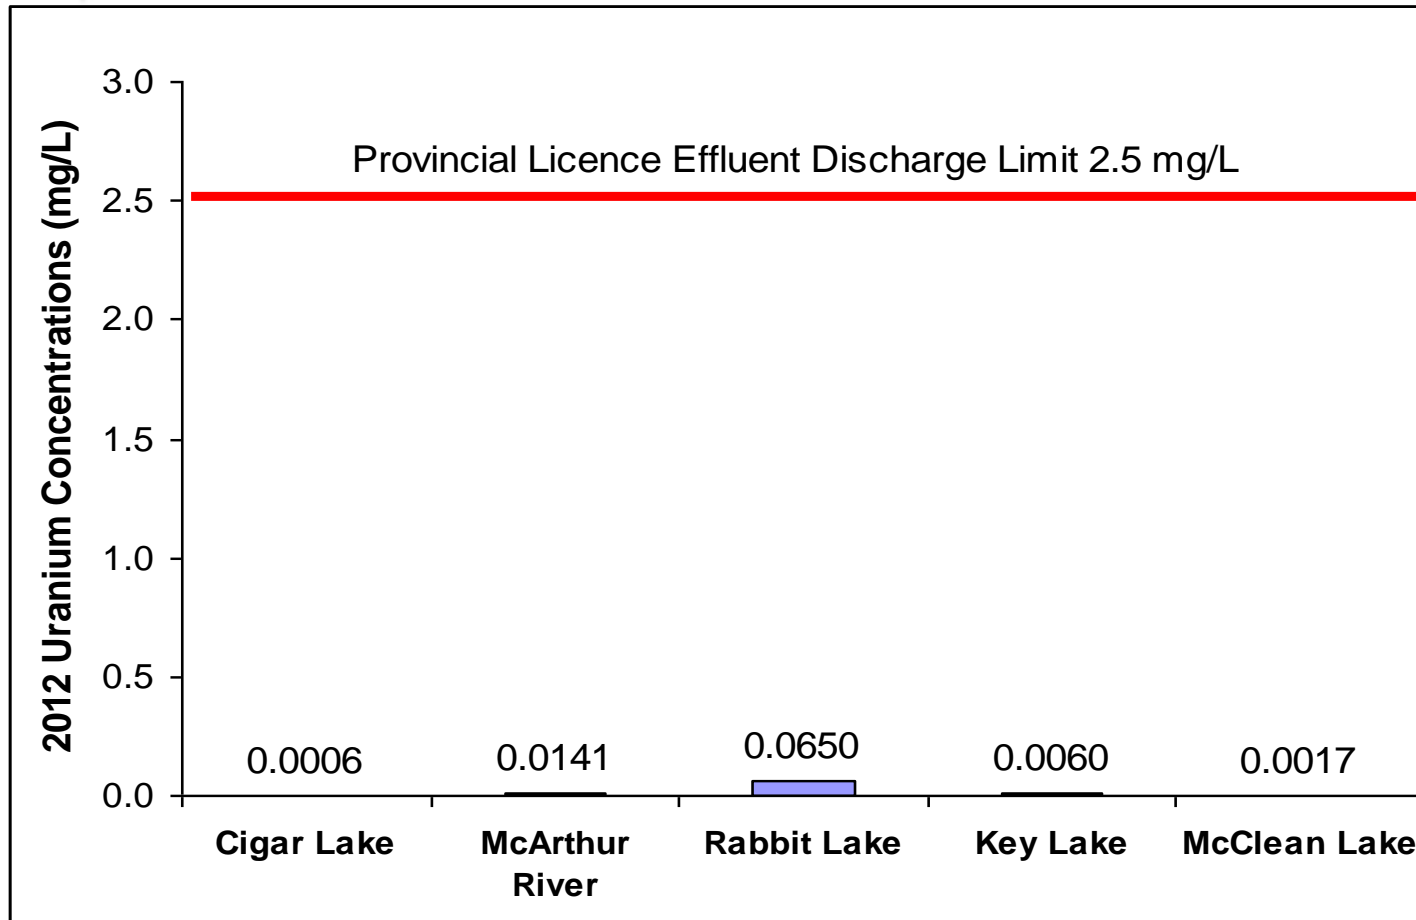 2012 Uranium Concentrations (mg/L)
3.0
2.5
2.0
1.5
1.0
0.5
0.0
Provincial Licence Effluent Discharge Limit 2.5 mg/L
0.0006
0.0141
0.0650
0.0060
0.0017
Cigar Lake
McArthur
River
Rabbit Lake
Key Lake
McClean Lake